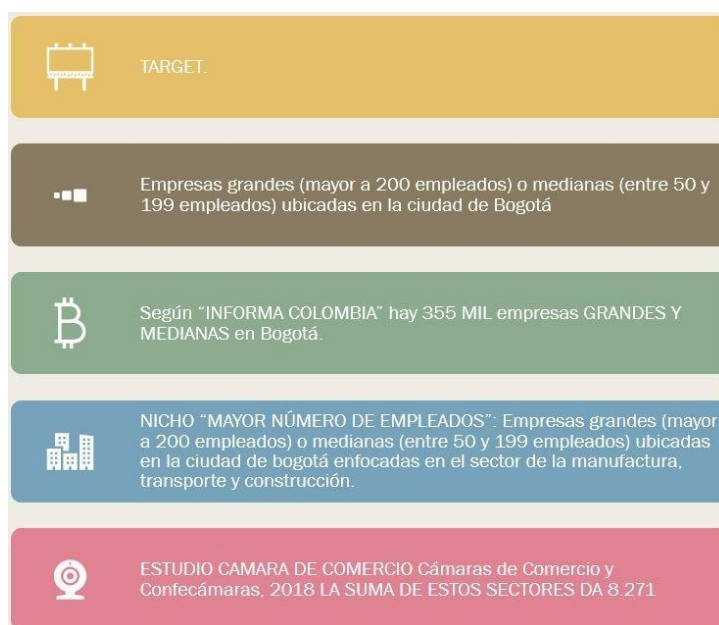 TARGET.
Empresas grandes (mayor a 200 empleados) o medianas (entre 50 y
199 empleados) ubicadas en la ciudad de Bogotá
Según “INFORMA COLOMBIA” hay 355 MIL empresas GRANDES Y
MEDIANAS en Bogotá.
NICHO “MAYOR NÚMERO DE EMPLEADOS”: Empresas grandes (mayor
a 200 empleados) o medianas (entre 50 y 199 empleados) ubicadas
en la ciudad de bogotá enfocadas en el sector de la manufactura,
transporte y construcción.
ESTUDIO CAMARA DE COMERCIO Cámaras de Comercio y
Confecámaras, 2018 LA SUMA DE ESTOS SECTORES DA 8.271